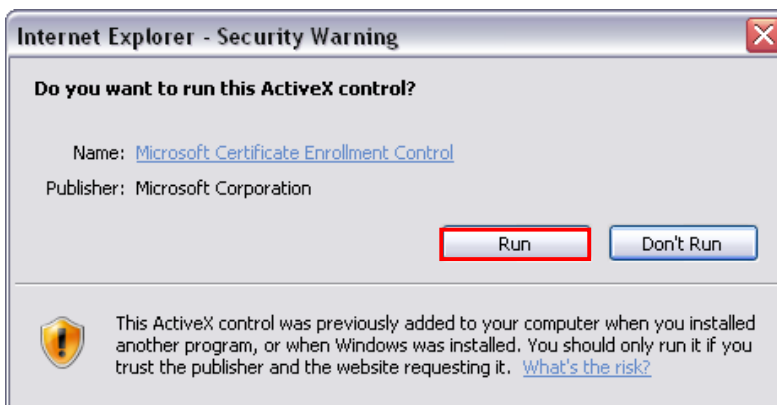 Internet Explorer - Security Warning
Do you want to run this ActiveX control?
Name: Microsoft Certificate Enrollment Control
Publisher: Microsoft Corporation
Run Don't Run
This ActiveX control was previously added to your computer when you installed
another program, or when Windows was installed. You should only run it if you
trust the publisher and the website requesting it. What's the risk?